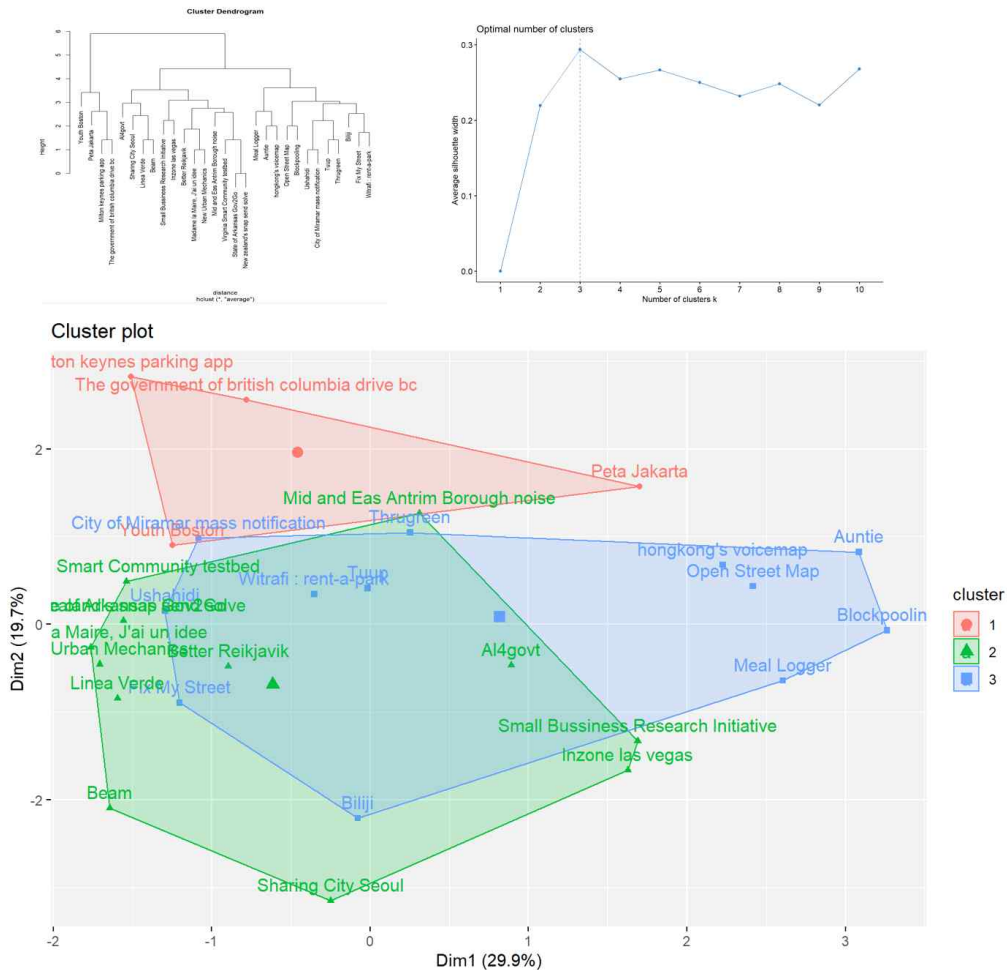 Cluster Dendrogram
Height
0
1
2
3
4
5
6
Youth Boston
Peta Jakarta
Milton keynes parking app
The government of british columbia drive bc
AI4govt
Sharing City Seoul
Linea Verde
Beam
Small Bussiness Research Initiative
Inzone las vegas
Better Reikjavik
Madame la Maire, J'ai un idee
New Urban Mechanics
Mid and Eas Antrim Borough noise
Virginia Smart Community testbed
State of Arkansas Gov2Go
New zealand's snap send solve
Meal Logger
Auntie
hongkong's voicemap
Open Street Map
Blockpooling
Ushahidi
City of Miramar mass notification
Tuup
Thrugreen
Biliji
Fix My Street
Witrafi : rent-a-park
distance
hclust (*, "average")
Optimal number of clusters
Average silhouette width
0.3
0.2
0.1
0.0
1 2 3 4 5 6 7 8 9 10
Number of clusters k
Cluster plot
ton keynes parking app
The government of british columbia drive bc
Peta Jakarta
Mid and Eas Antrim Borough noise
City of Miramar mass notification
Thrugreen
Youth Boston
Auntie
hongkong's voicemap
Smart Community testbed
Witrafi : rent-a-park
Tuup
Open Street Map
Ushahidi
Blockpoolin
a Maire, J'ai un idee
Urban Mechanics
Better Reikjavik
AI4govt
Meal Logger
Linea Verde
Fix My Street
Small Bussiness Research Initiative
Inzone las vegas
Beam
Biliji
Sharing City Seoul
Dim2 (19.7%)
2
0
-2
-2 -1 0 1 2 3
Dim1 (29.9%)
cluster
1
2
3